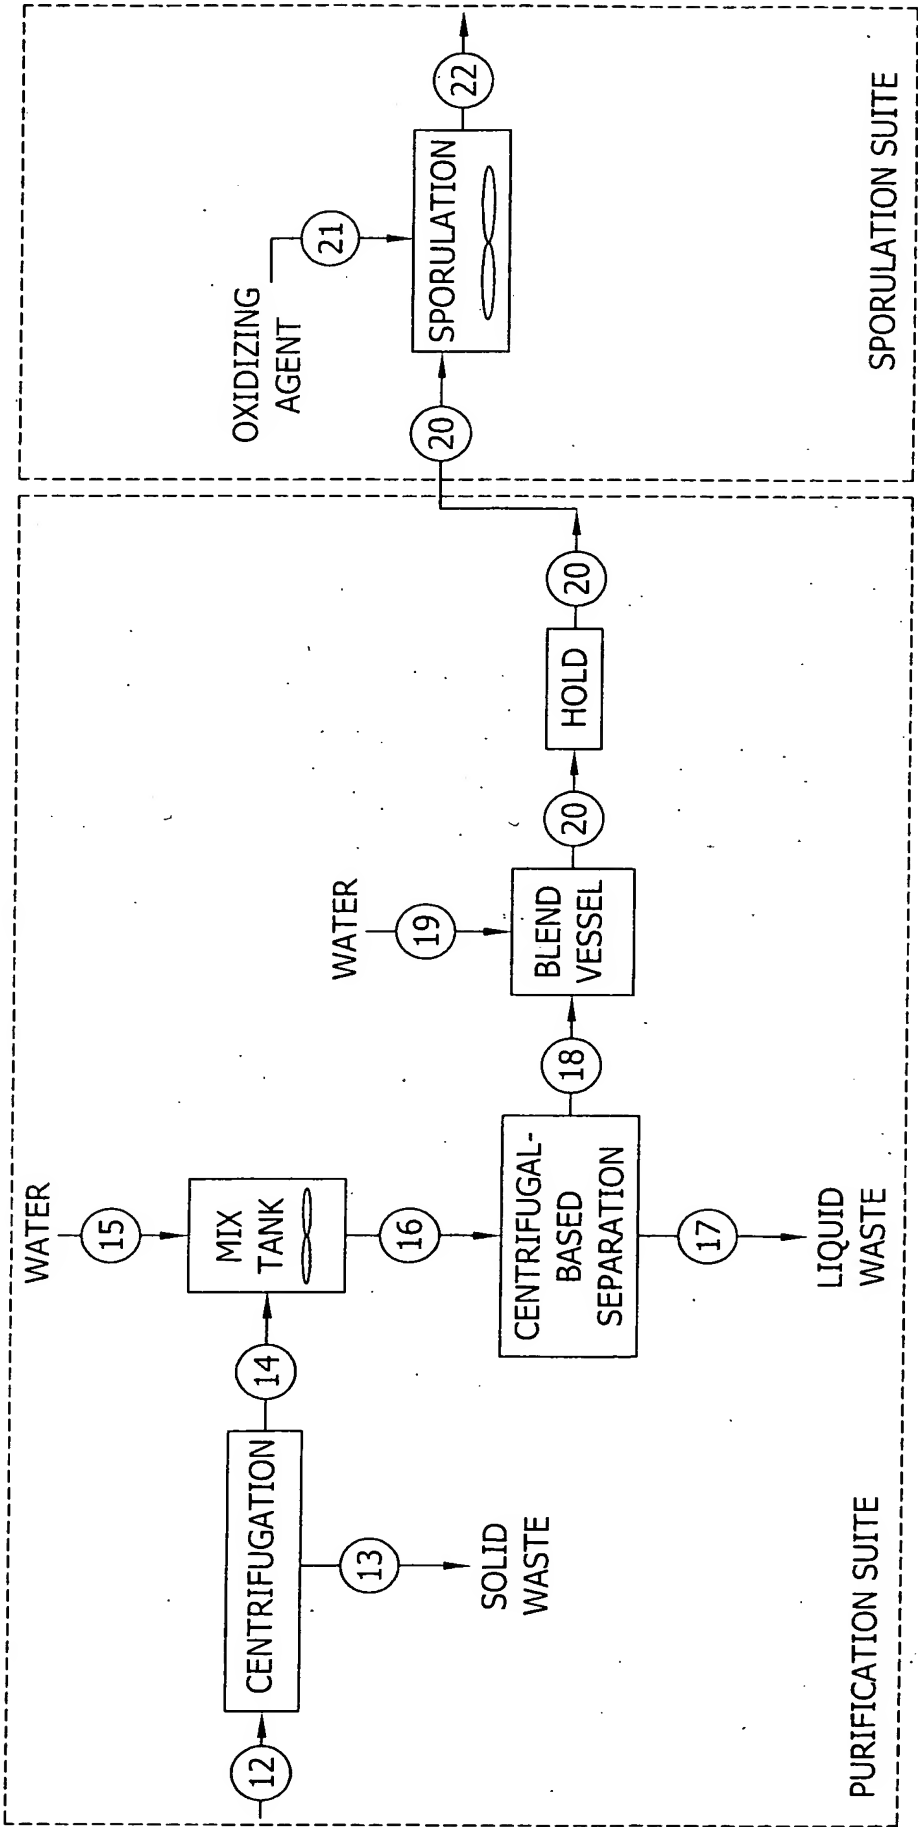 12
CENTRIFUGATION
13
SOLID
WASTE
14
WATER
15
MIX
TANK
16
CENTRIFUGAL-
BASED
SEPARATION
17
LIQUID
WASTE
18
WATER
19
BLEND
VESSEL
20
HOLD
20
PURIFICATION SUITE
20
OXIDIZING
AGENT
21
SPORULATION
22
SPORULATION SUITE